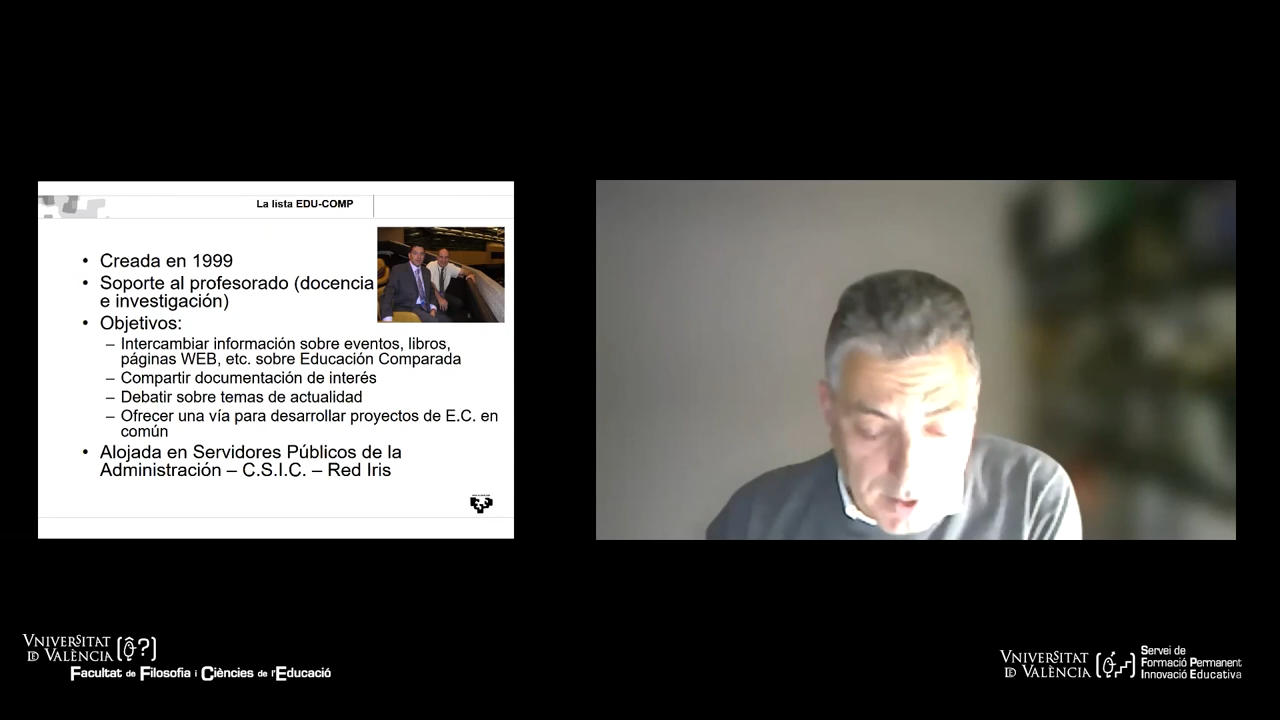 La lista EDU-COMP
• Creada en 1999
• Soporte al profesorado (docencia
e investigación)
• Objetivos:
– Intercambiar información sobre eventos, libros,
páginas WEB, etc. sobre Educación Comparada
– Compartir documentación de interés
– Debatir sobre temas de actualidad
– Ofrecer una vía para desarrollar proyectos de E.C. en
común
• Alojada en Servidores Públicos de la
Administración – C.S.I.C. – Red Iris
VNIVERSITAT
ID VALÈNCIA
Facultat de Filosofia i Ciències de l'Educació
VNIVERSITAT
ID VALÈNCIA
Servei de
Formació Permanent
Innovació Educativa